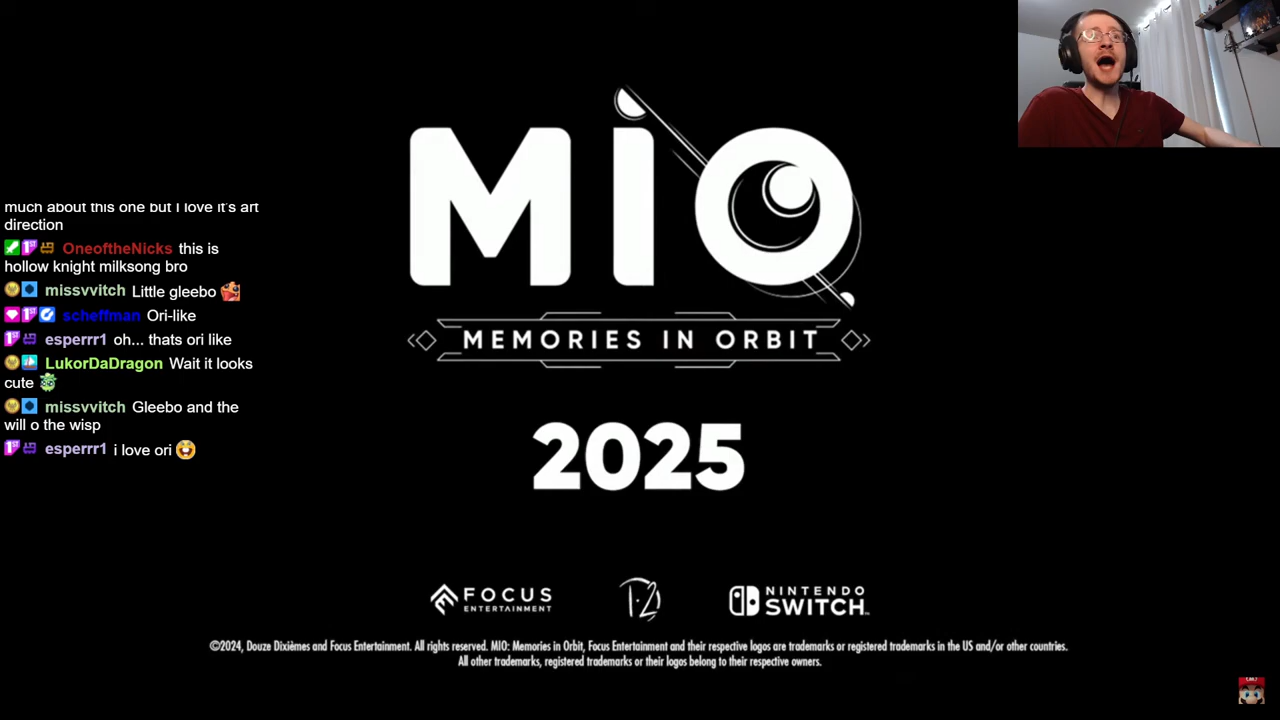 much about this one but I love it's art
direction
OneoftheNicks this is
hollow knight milksong bro
missvvitch Little gleebo
scheffman Ori-like
esperrr1 oh... thats ori like
LukorDaDragon Wait it looks
cute
missvvitch Gleebo and the
will o the wisp
esperrr1 i love ori
MIO
MEMORIES IN ORBIT
2025
FOCUS
ENTERTAINMENT
NINTENDO
SWITCH™
©2024, Douze Dixièmes and Focus Entertainment. All rights reserved. MIO: Memories in Orbit, Focus Entertainment and their respective logos are trademarks or registered trademarks in the US and/or other countries.
All other trademarks, registered trademarks or their logos belong to their respective owners.